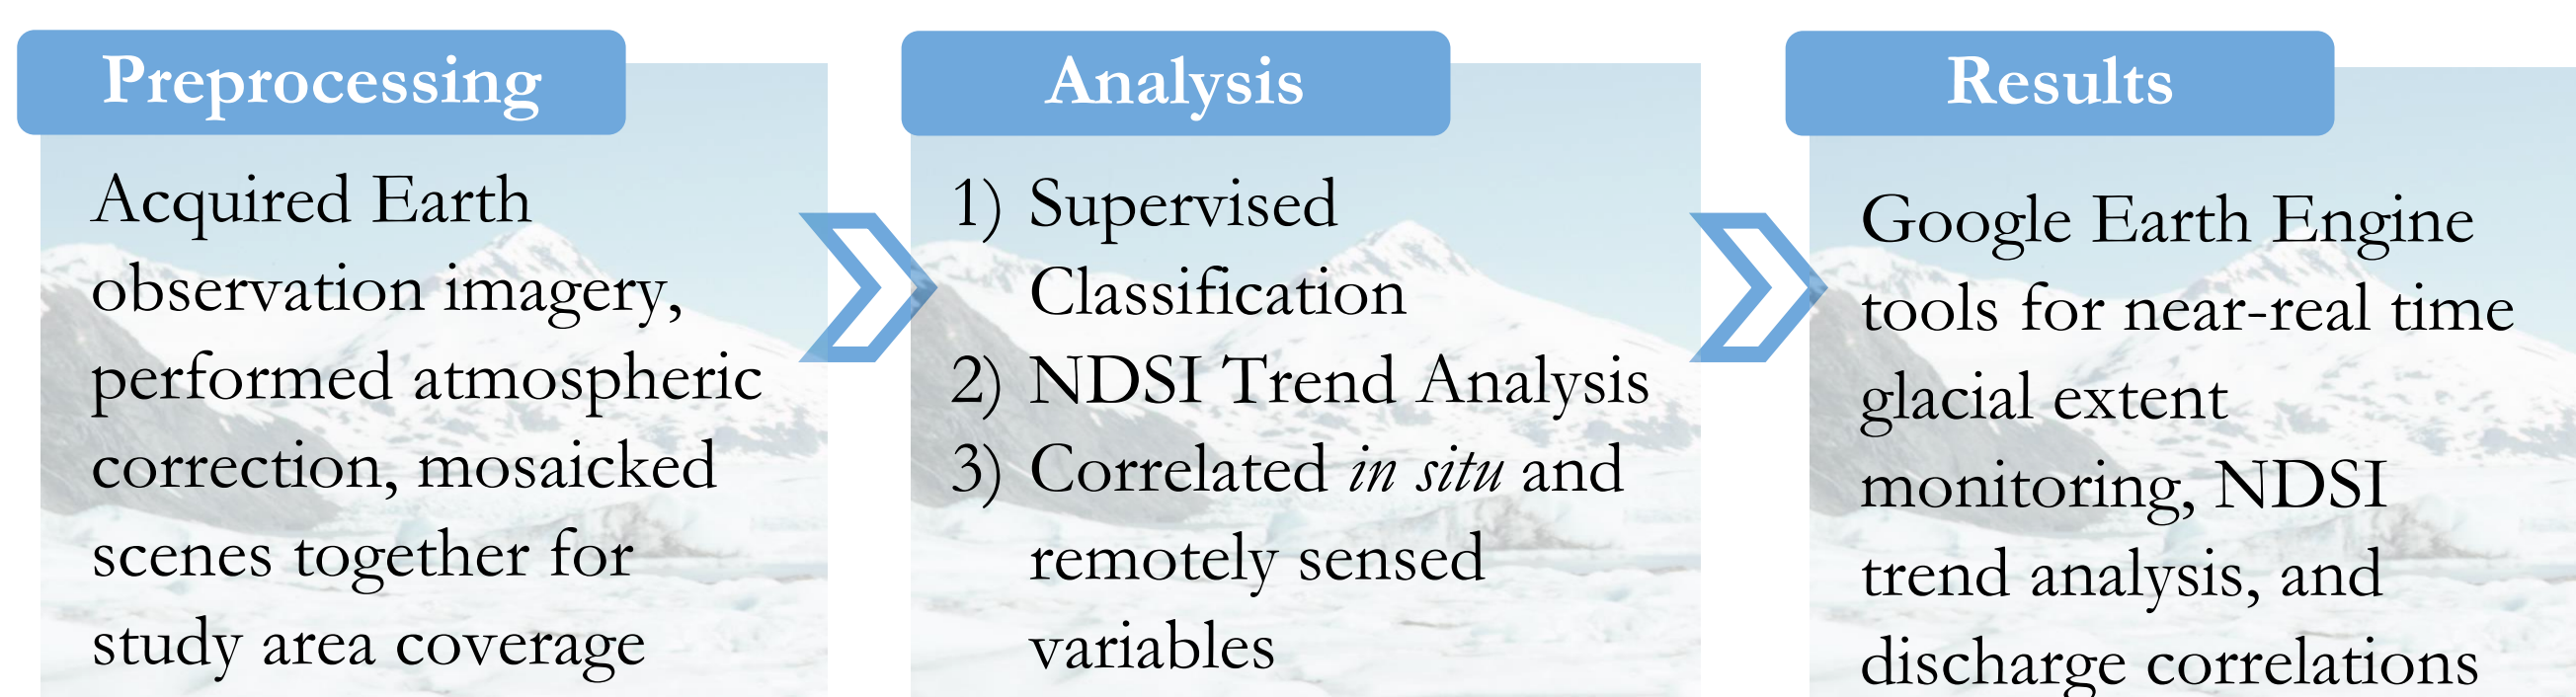 Preprocessing
Acquired Earth
observation imagery,
performed atmospheric
correction, mosaicked
scenes together for
study area coverage
Analysis
1) Supervised
Classification
2) NDSI Trend Analysis
3) Correlated in situ and
remotely sensed
variables
Results
Google Earth Engine
tools for near-real time
glacial extent
monitoring, NDSI
trend analysis, and
discharge correlations